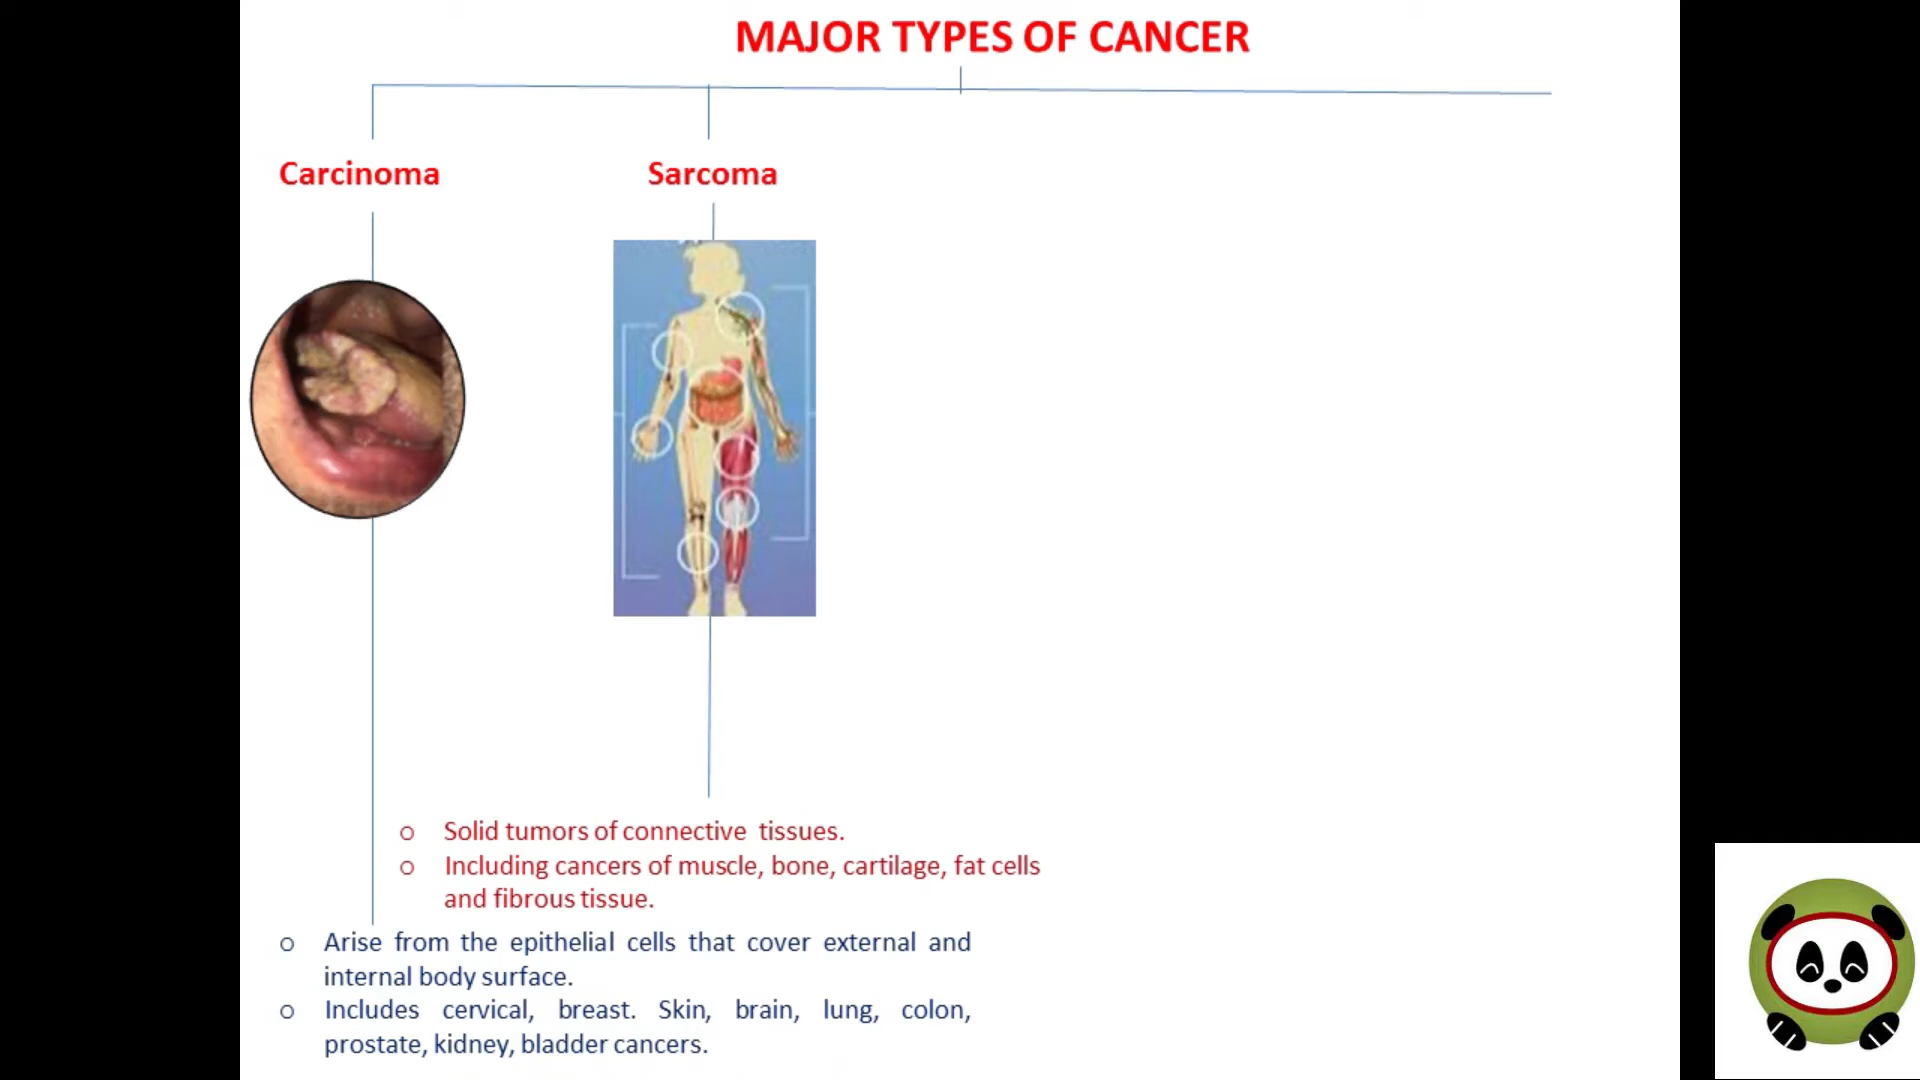 MAJOR TYPES OF CANCER
Carcinoma
Sarcoma
o Solid tumors of connective tissues.
o Including cancers of muscle, bone, cartilage, fat cells
and fibrous tissue.
o Arise from the epithelial cells that cover external and
internal body surface.
o Includes cervical, breast. Skin, brain, lung, colon,
prostate, kidney, bladder cancers.